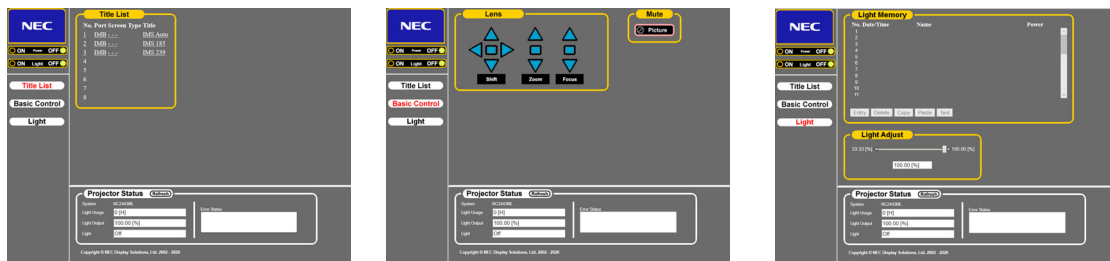 NEC
ON Power OFF
ON Light OFF
Title List
Basic Control
Light
Title List
No. Port Screen Type Title
1 IMB - - - IMS Auto
2 IMB - - - IMS 185
3 IMB - - - IMS 239
4
5
6
7
8
Projector Status Refresh
System NC2443ML
Light Usage 0 [H]
Light Output 100.00 [%]
Light Off
Error Status
Copyright © NEC Display Solutions, Ltd. 2002 - 2020
NEC
ON Power OFF
ON Light OFF
Title List
Basic Control
Light
Lens
Shift Zoom Focus
Mute
Picture
Projector Status Refresh
System NC2443ML
Light Usage 0 [H]
Light Output 100.00 [%]
Light Off
Error Status
Copyright © NEC Display Solutions, Ltd. 2002 - 2020
NEC
ON Power OFF
ON Light OFF
Title List
Basic Control
Light
Light Memory
No. Date/Time Name Power
1
2
3
4
5
6
7
8
9
10
11
Entry Delete Copy Paste Test
Light Adjust
33.33 [%] 100.00 [%]
100.00 [%]
Projector Status Refresh
System NC2443ML
Light Usage 0 [H]
Light Output 100.00 [%]
Light Off
Error Status
Copyright © NEC Display Solutions, Ltd. 2002 - 2020